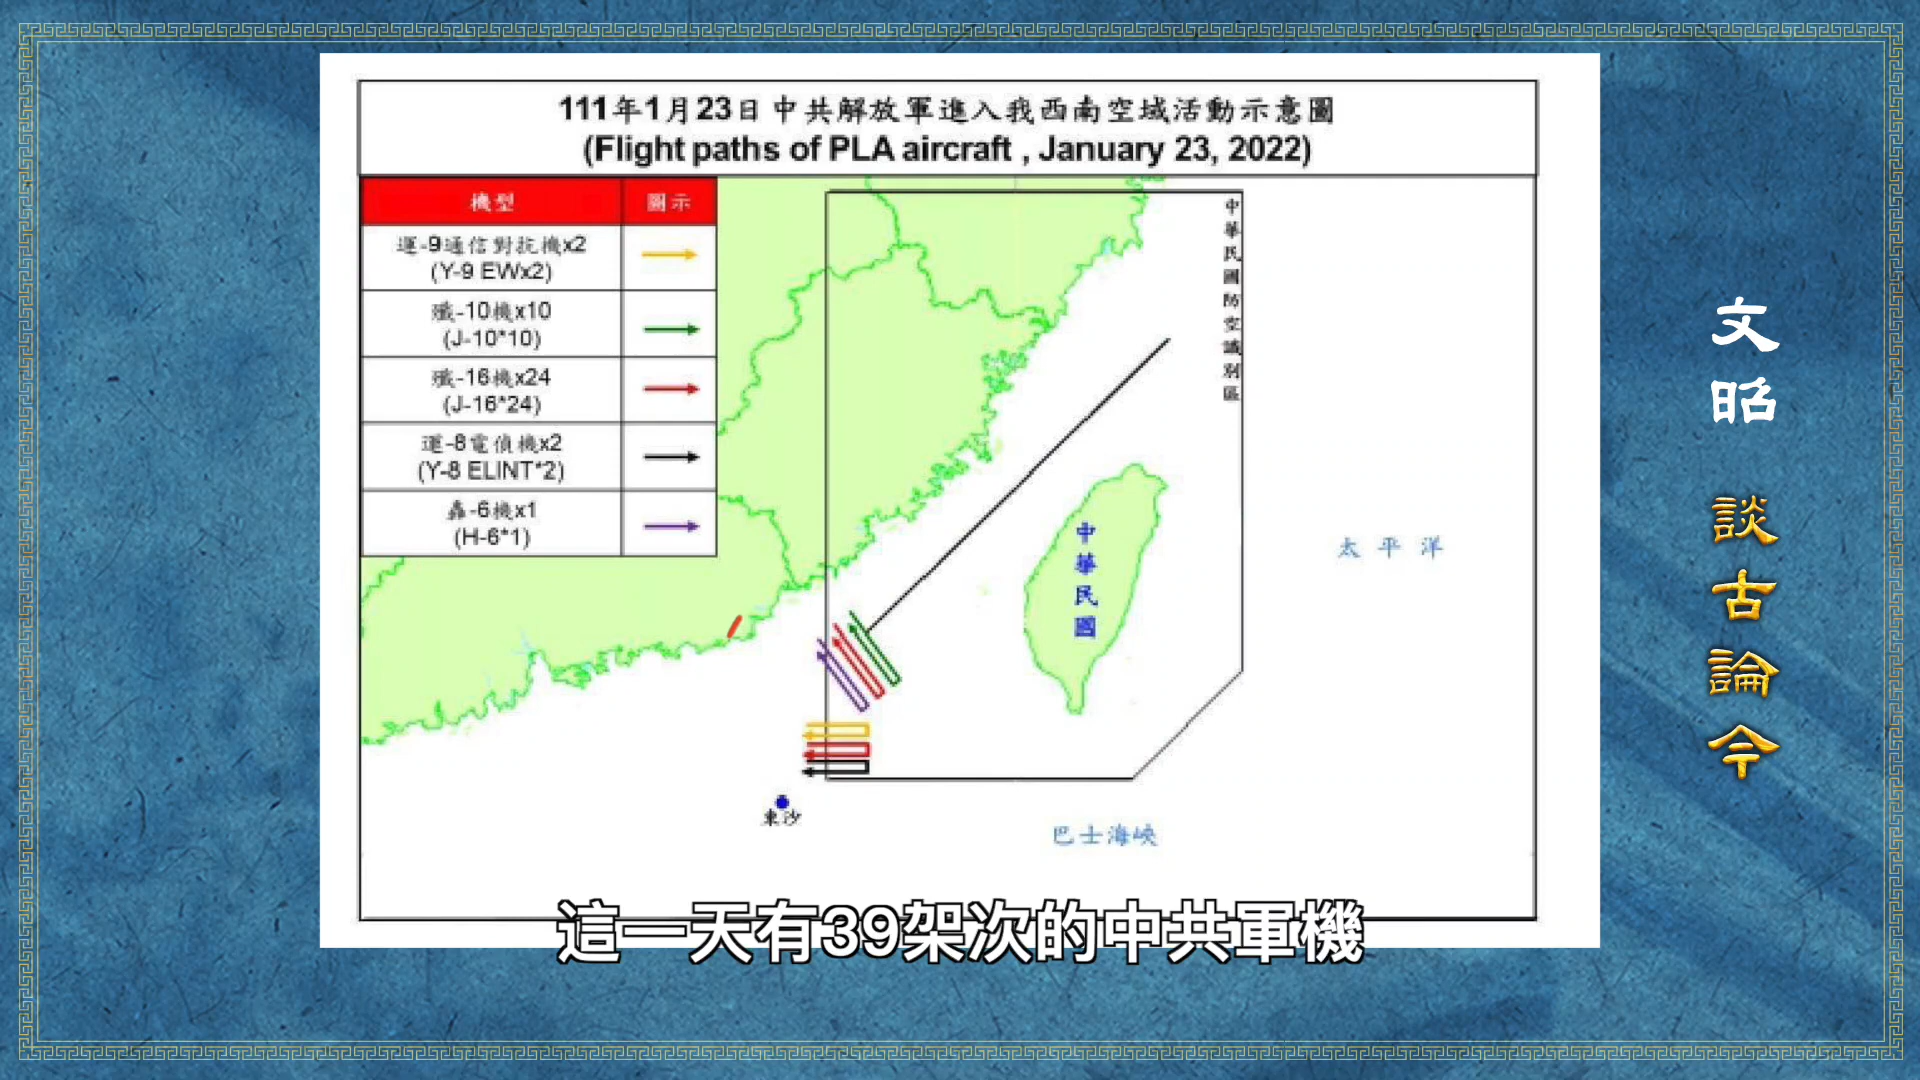 111年1月23日中共解放軍進入我西南空域活動示意圖
(Flight paths of PLA aircraft , January 23, 2022)
機型
圖示
運-9通信對抗機x2
(Y-9 EWx2)
殲-10機x10
(J-10*10)
殲-16機x24
(J-16*24)
運-8電偵機x2
(Y-8 ELINT*2)
轟-6機x1
(H-6*1)
中華民國防空識別區
中華民國
太平洋
東沙
巴士海峽
這一天有39架次的中共軍機
文昭
談古論今